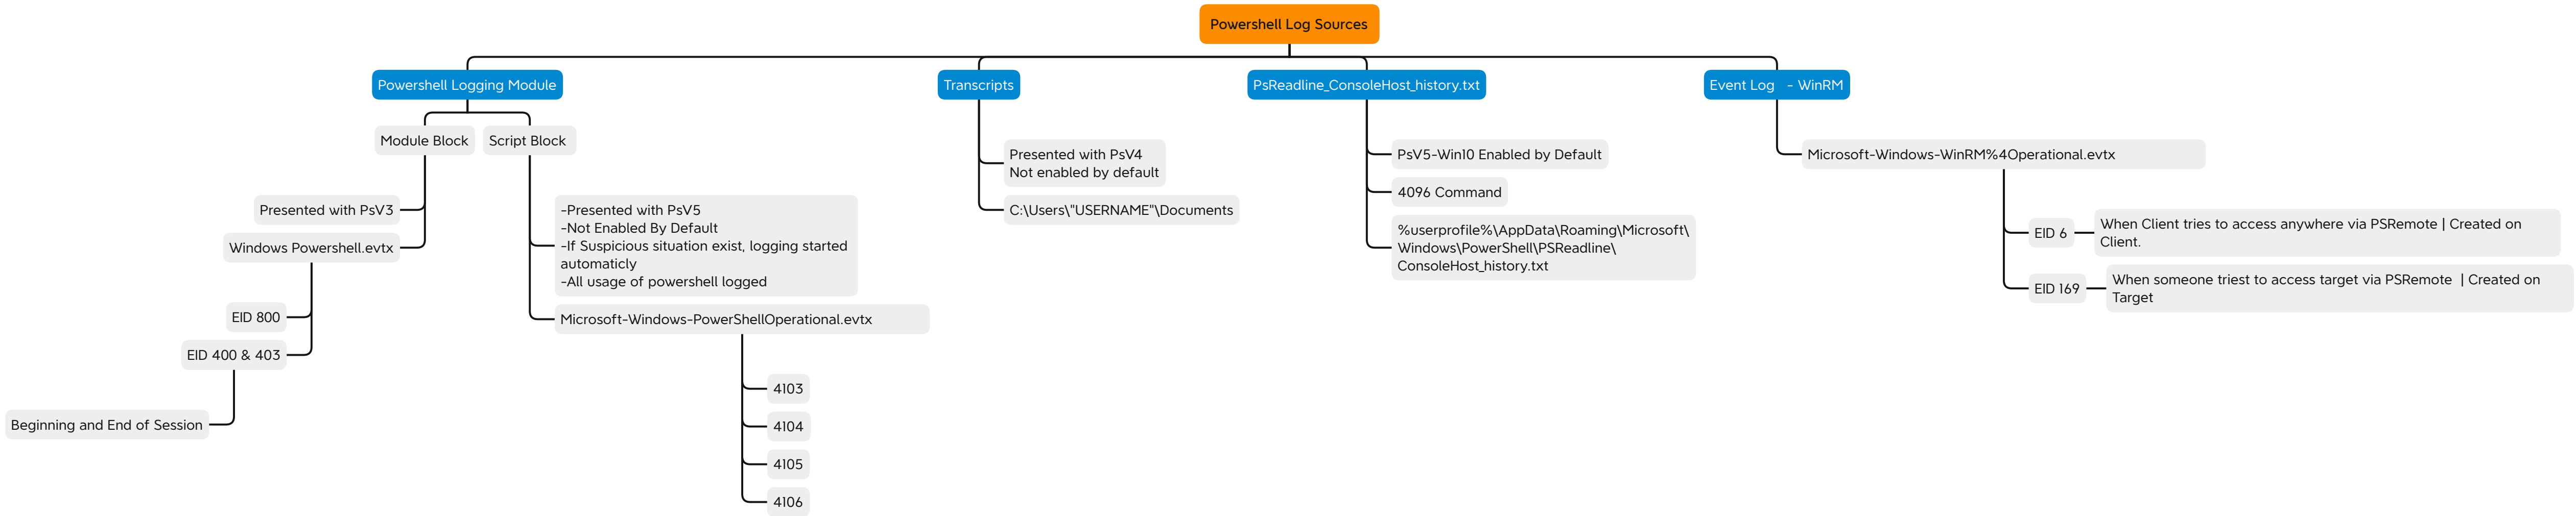 Powershell Log Sources
Powershell Logging Module
Module Block
Presented with PsV3
Windows Powershell.evtx
EID 800
EID 400 & 403
Beginning and End of Session
Script Block
-Presented with PsV5
-Not Enabled By Default
-If Suspicious situation exist, logging started
automaticly
-All usage of powershell logged
Microsoft-Windows-PowerShellOperational.evtx
4103
4104
4105
4106
Transcripts
Presented with PsV4
Not enabled by default
C:\Users\"USERNAME"\Documents
PsReadline_ConsoleHost_history.txt
PsV5-Win10 Enabled by Default
4096 Command
%userprofile%\AppData\Roaming\Microsoft\
Windows\PowerShell\PSReadline\
ConsoleHost_history.txt
Event Log - WinRM
Microsoft-Windows-WinRM%4Operational.evtx
EID 6
When Client tries to access anywhere via PSRemote | Created on
Client.
EID 169
When someone triest to access target via PSRemote | Created on
Target